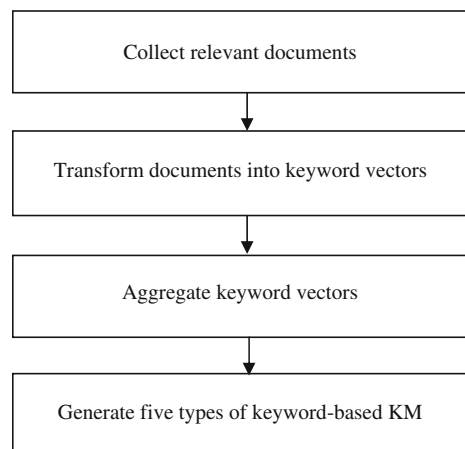 Collect relevant documents
Transform documents into keyword vectors
Aggregate keyword vectors
Generate five types of keyword-based KM